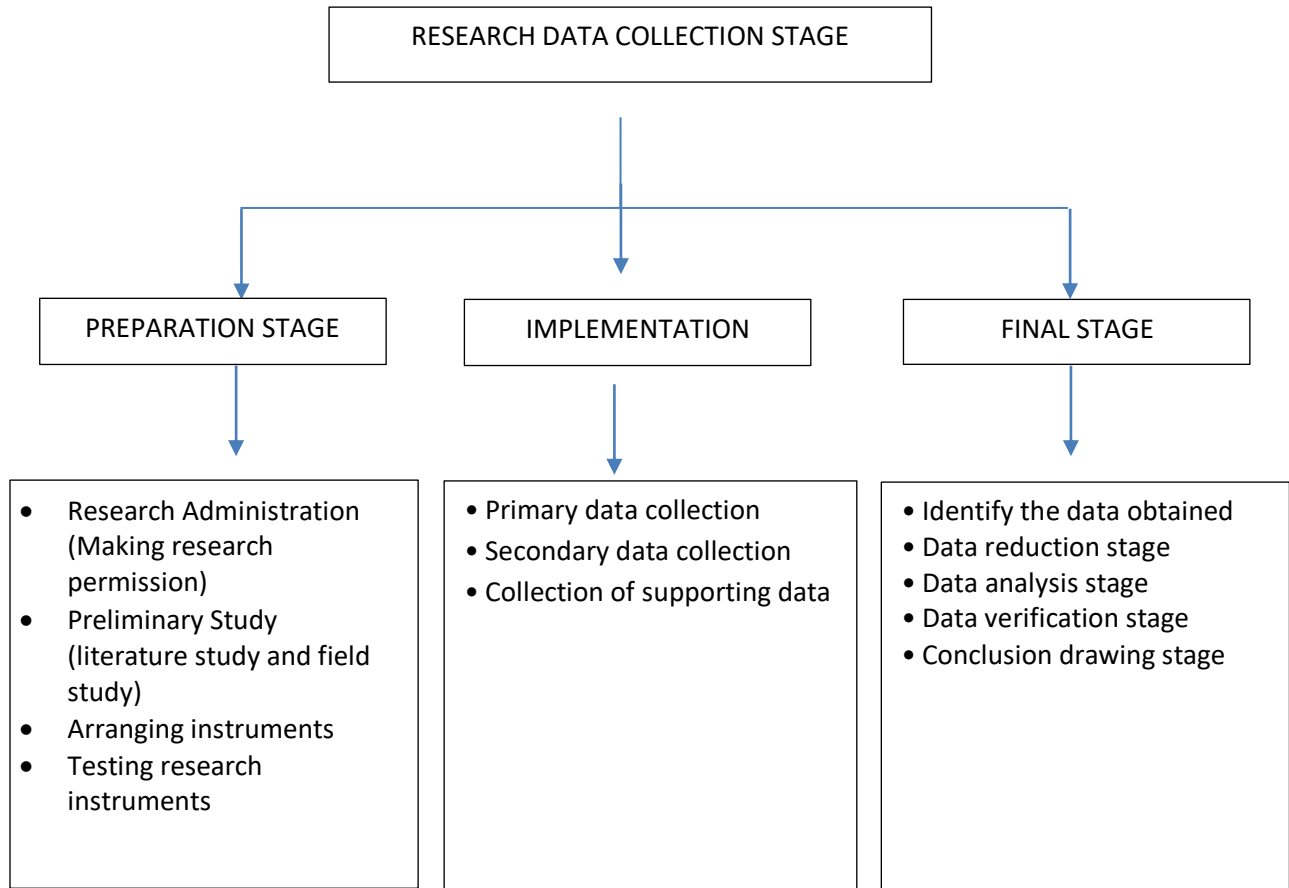 RESEARCH DATA COLLECTION STAGE
PREPARATION STAGE
IMPLEMENTATION
FINAL STAGE
• Research Administration
(Making research
permission)
• Preliminary Study
(literature study and field
study)
• Arranging instruments
• Testing research
instruments
• Primary data collection
• Secondary data collection
• Collection of supporting data
• Identify the data obtained
• Data reduction stage
• Data analysis stage
• Data verification stage
• Conclusion drawing stage